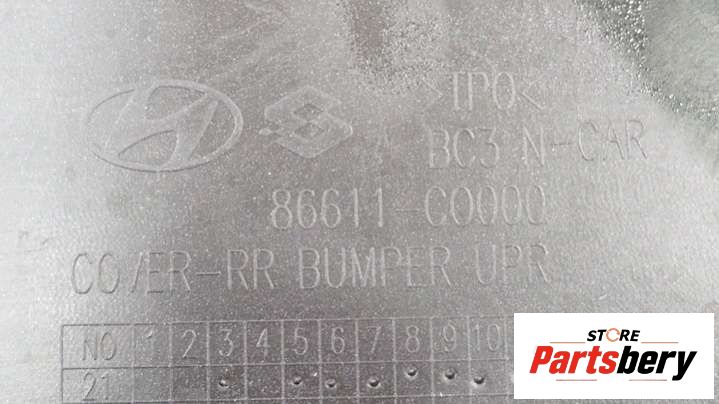 >TPO<
BC3 N-CAR
86611-C0000
COVER-RR BUMPER UPR
NO 1 2 3 4 5 6 7 8 9 10
21
STORE
Partsbery